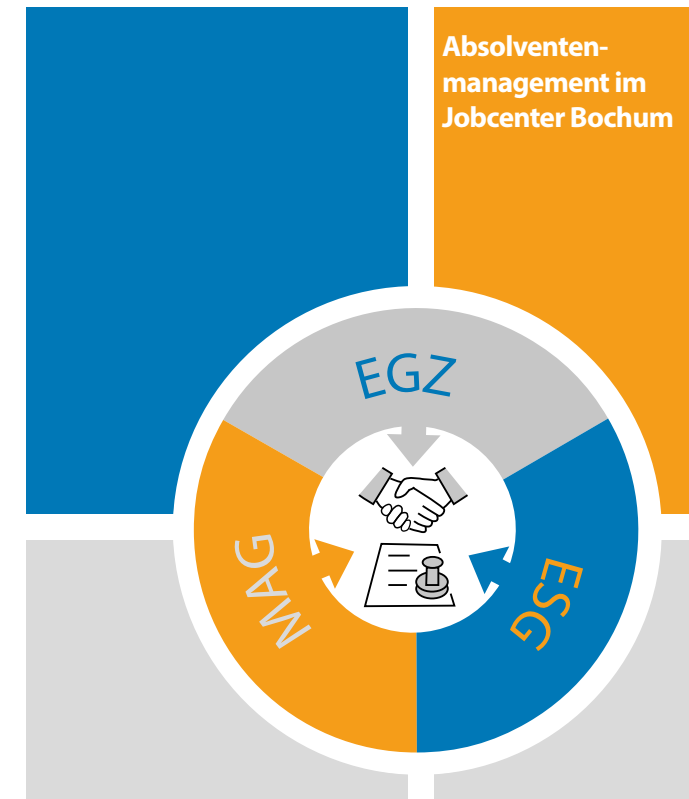 Absolventen-
management im
Jobcenter Bochum
EGZ
MAG
ESG